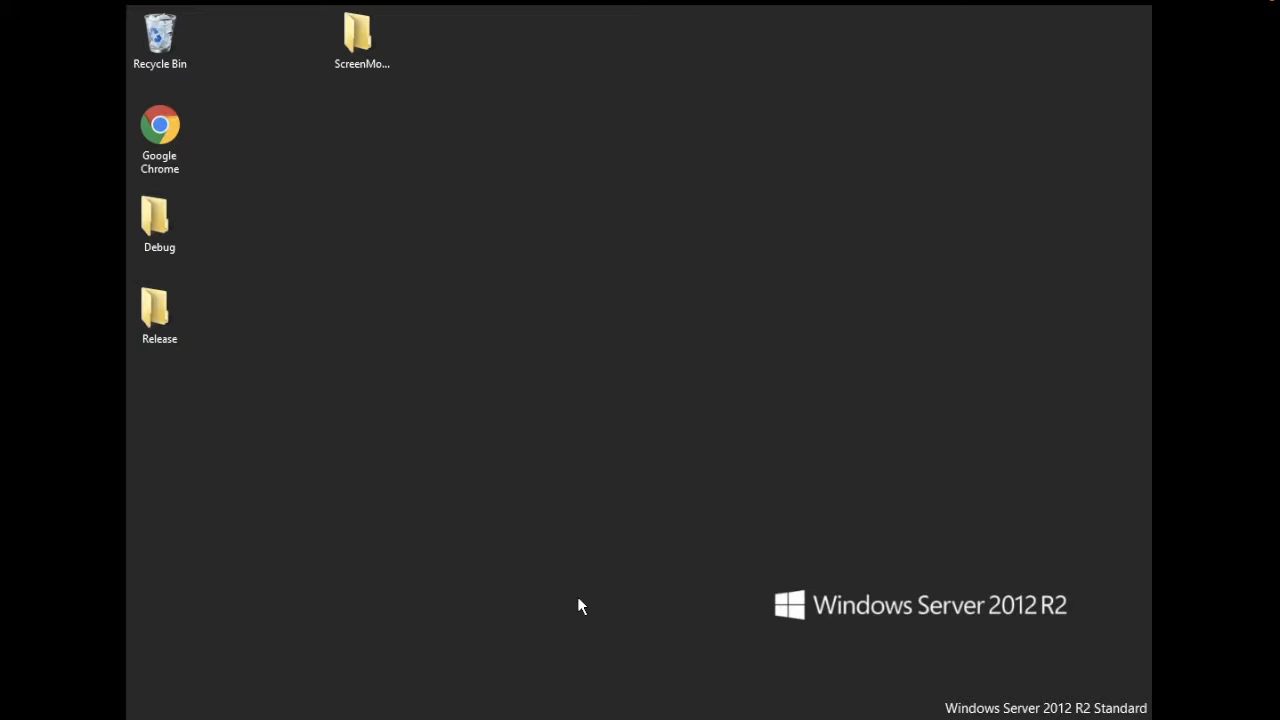 Recycle Bin
ScreenMo...
Google
Chrome
Debug
Release
Windows Server 2012 R2
Windows Server 2012 R2 Standard